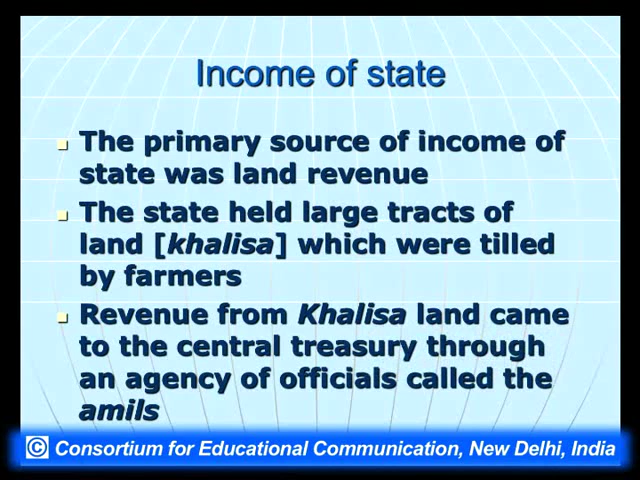 Income of state
The primary source of income of
state was land revenue
The state held large tracts of
land [khalisa] which were tilled
by farmers
Revenue from Khalisa land came
to the central treasury through
an agency of officials called the
amils
© Consortium for Educational Communication, New Delhi, India